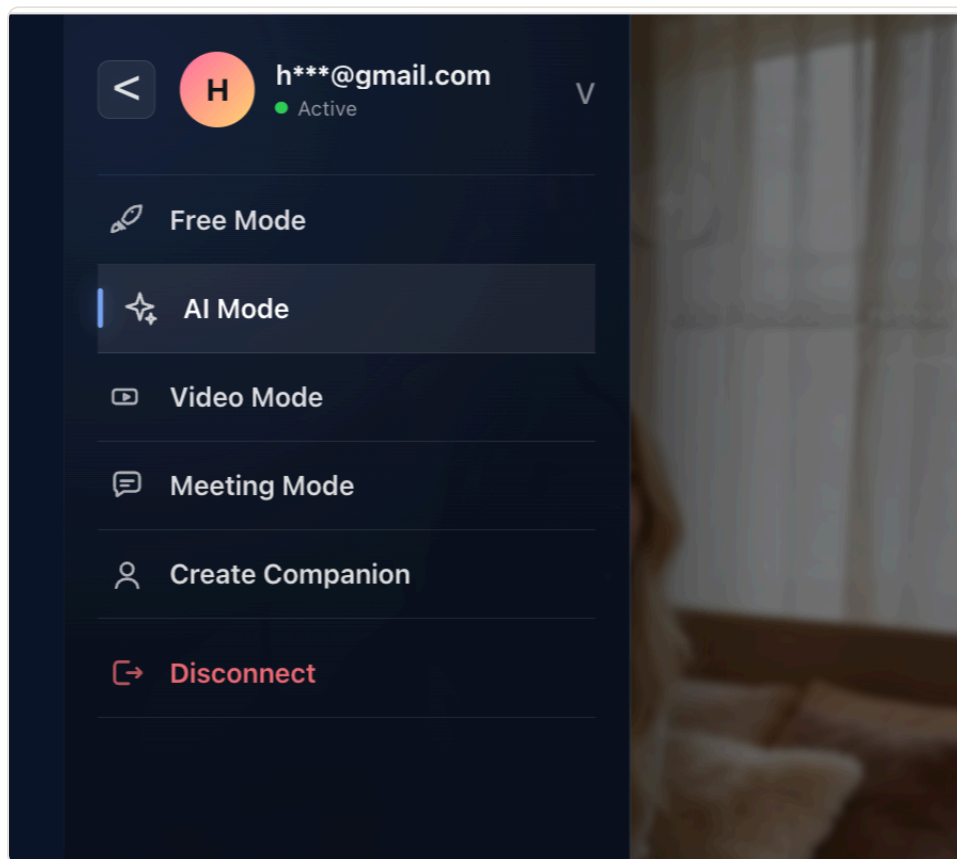 <
H
h***@gmail.com
Active
V
Free Mode
AI Mode
Video Mode
Meeting Mode
Create Companion
Disconnect